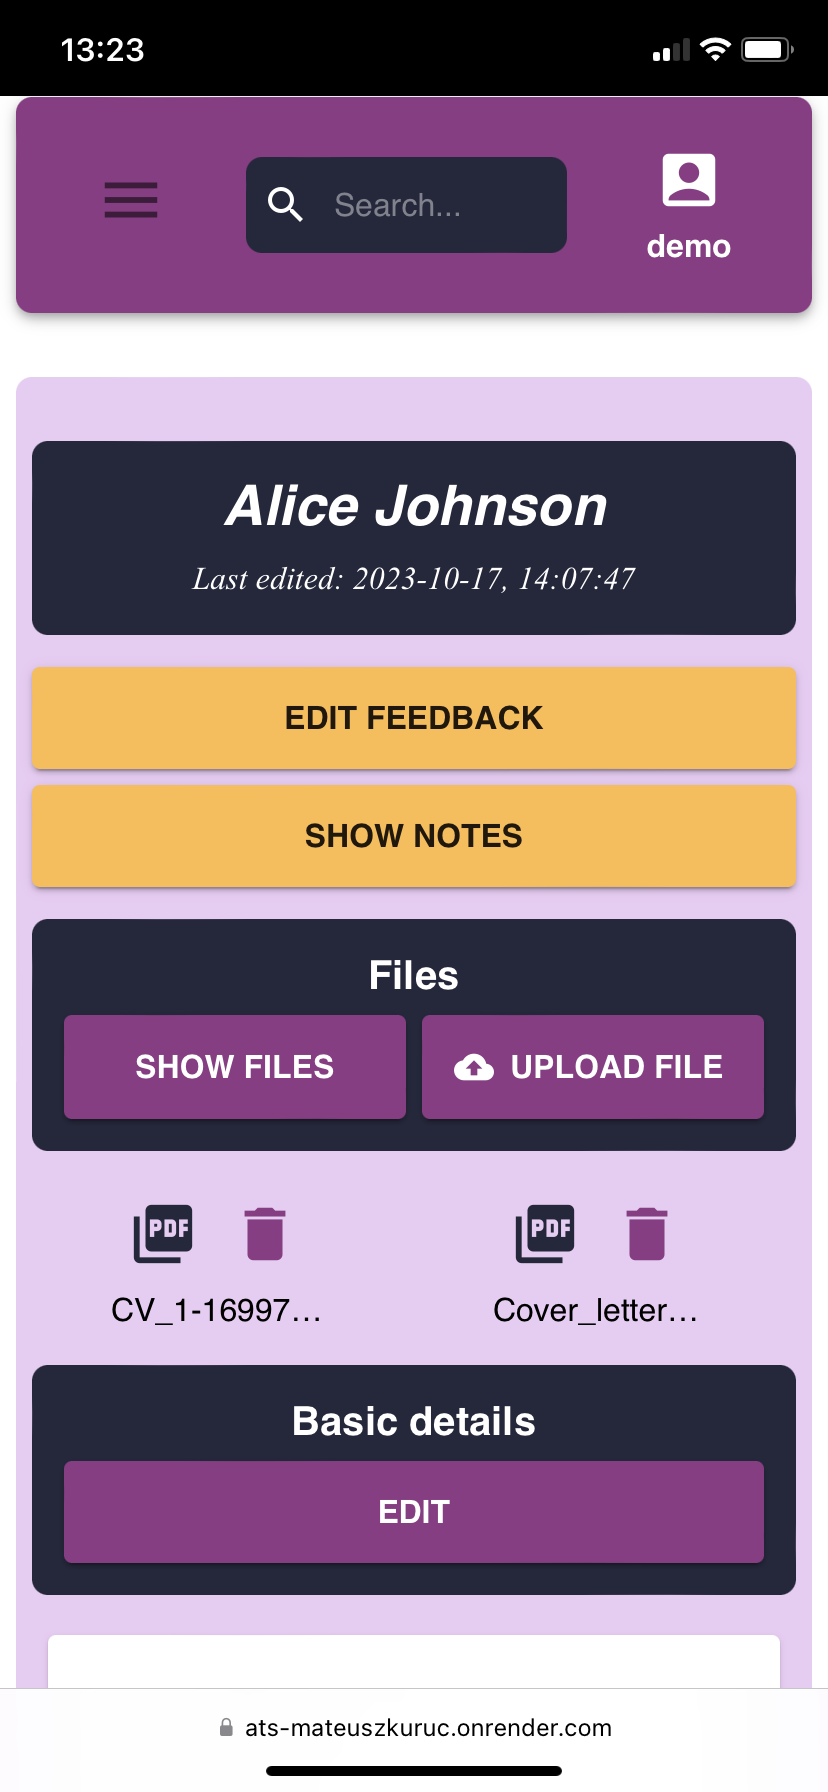 13:23
Search...
demo
Alice Johnson
Last edited: 2023-10-17, 14:07:47
EDIT FEEDBACK
SHOW NOTES
Files
SHOW FILES
UPLOAD FILE
PDF
PDF
CV_1-16997...
Cover_letter...
Basic details
EDIT
ats-mateuszkuruc.onrender.com